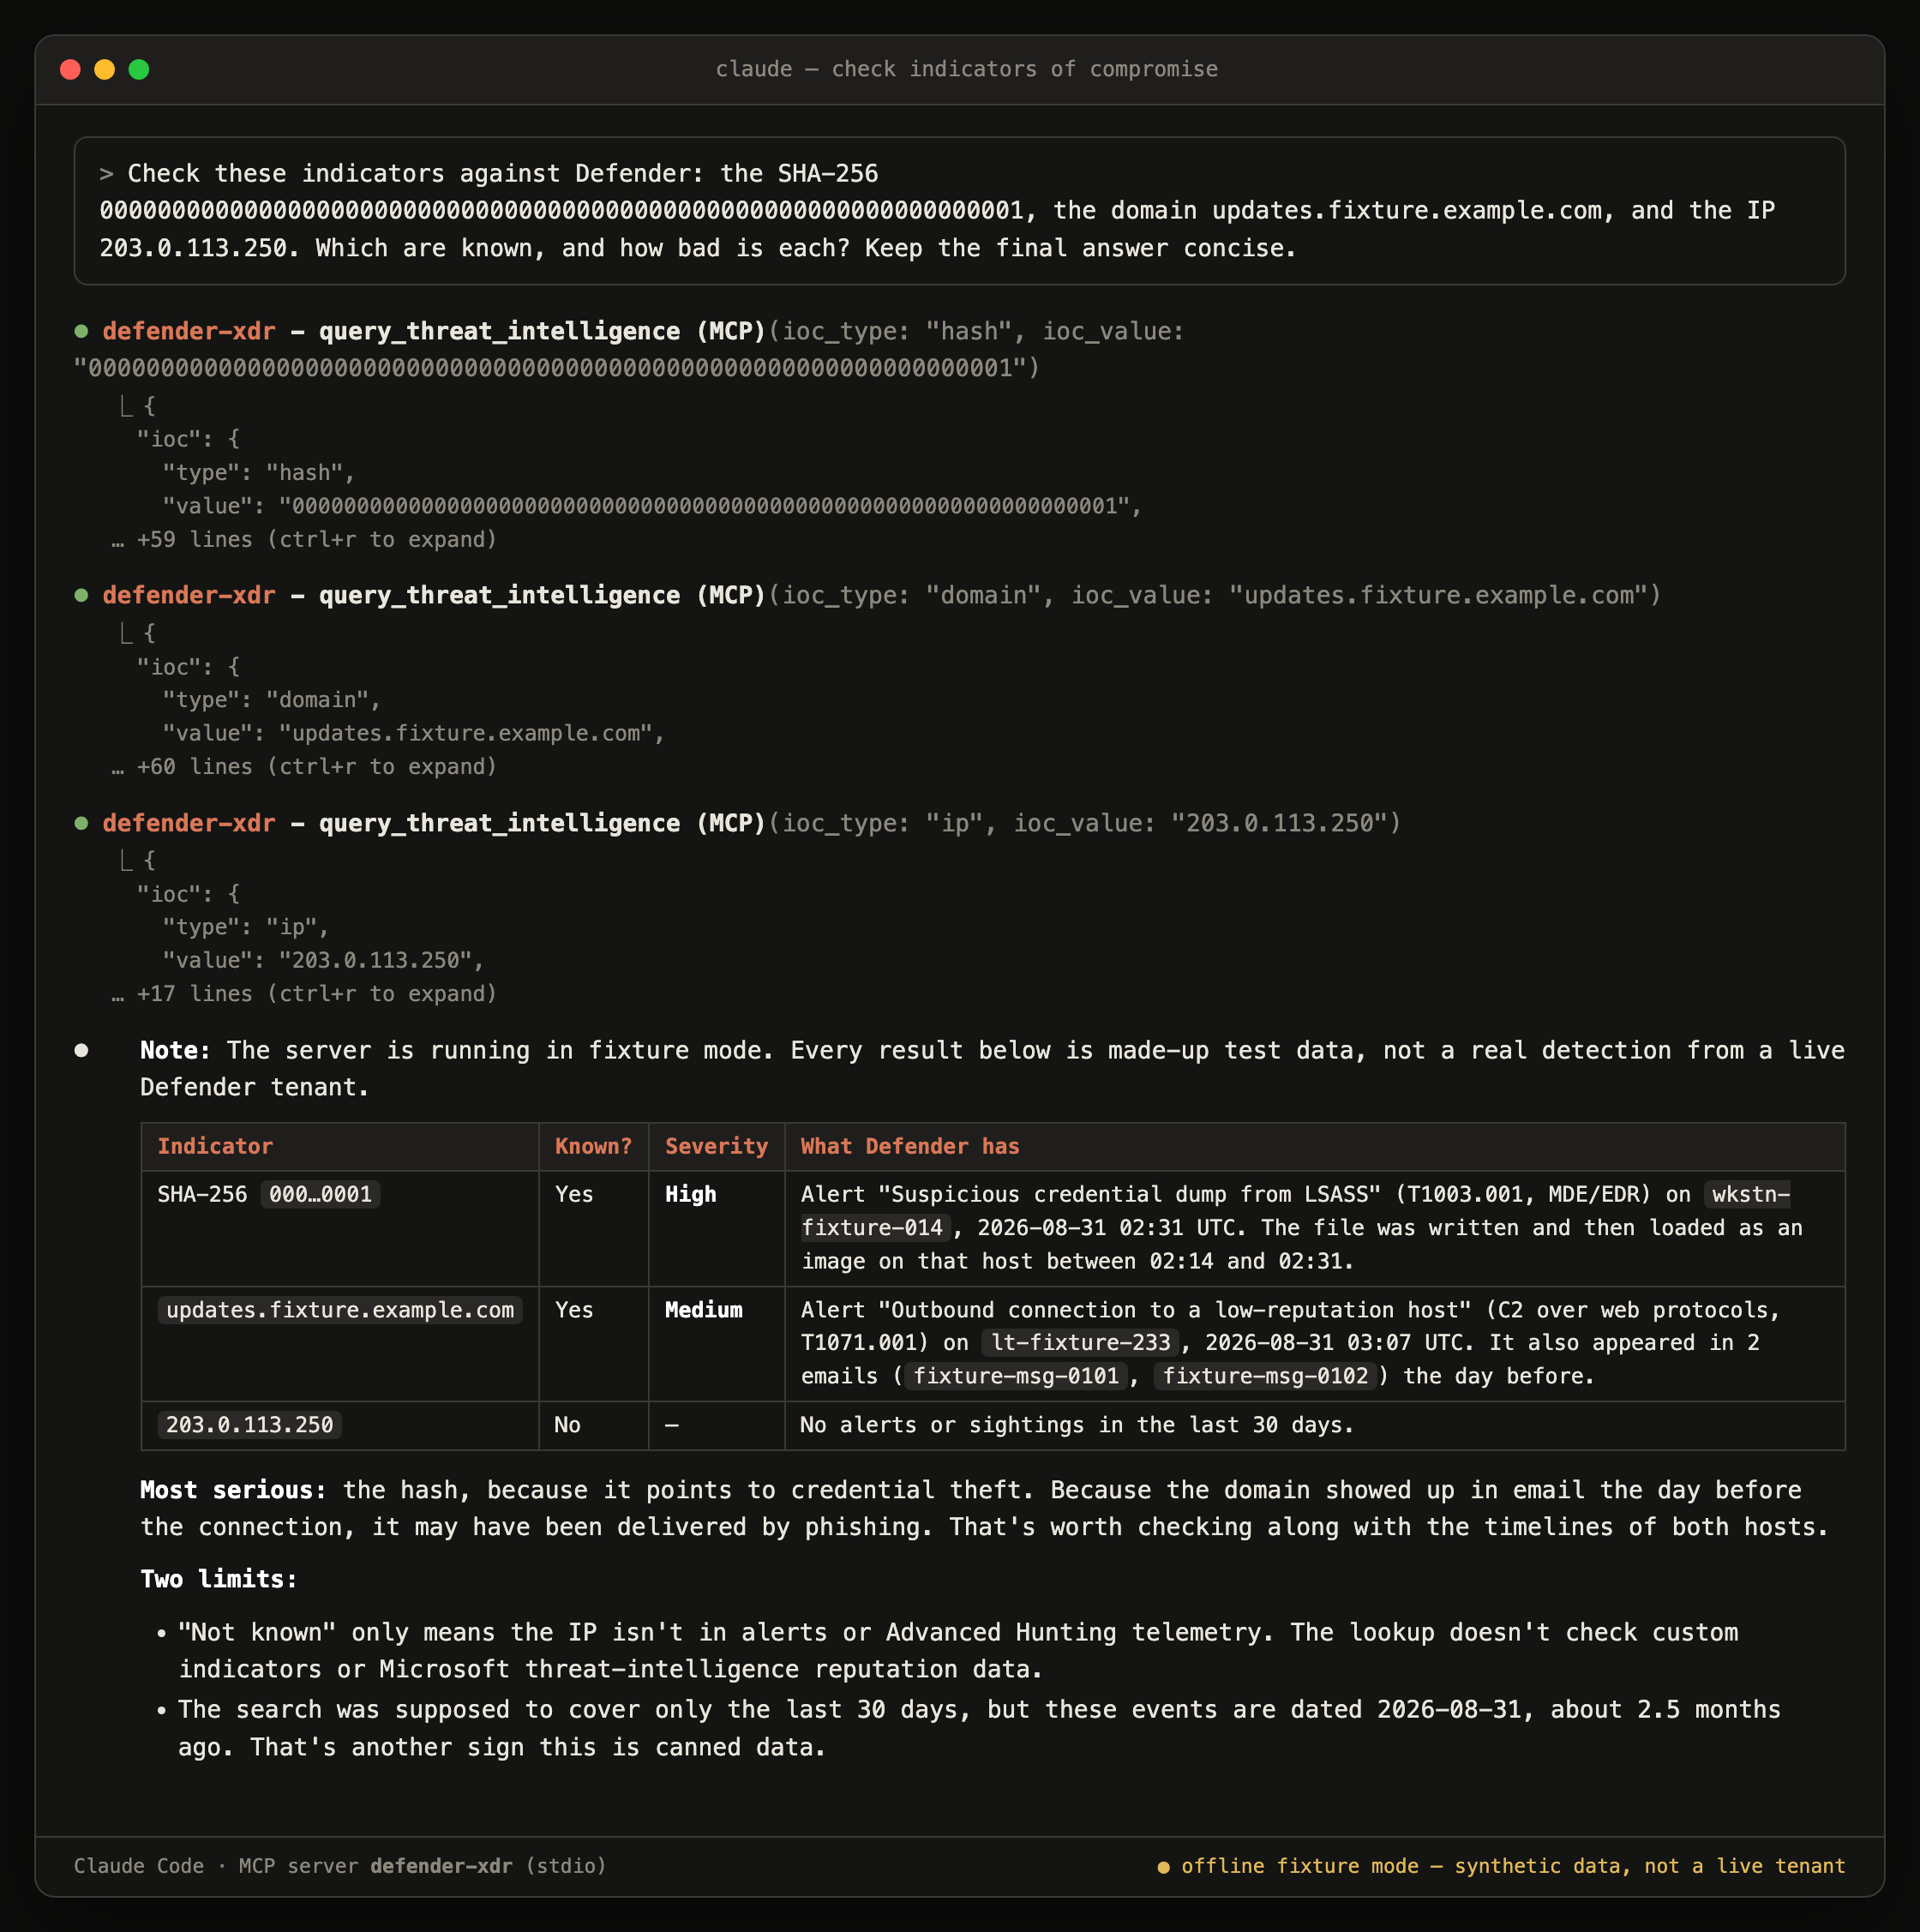 claude — check indicators of compromise
> Check these indicators against Defender: the SHA-256
0000000000000000000000000000000000000000000000000000000000000001, the domain updates.fixture.example.com, and the IP
203.0.113.250. Which are known, and how bad is each? Keep the final answer concise.
● defender-xdr – query_threat_intelligence (MCP)(ioc_type: "hash", ioc_value:
"0000000000000000000000000000000000000000000000000000000000000001")
⎿ {
"ioc": {
"type": "hash",
"value": "0000000000000000000000000000000000000000000000000000000000000001",
… +59 lines (ctrl+r to expand)
● defender-xdr – query_threat_intelligence (MCP)(ioc_type: "domain", ioc_value: "updates.fixture.example.com")
⎿ {
"ioc": {
"type": "domain",
"value": "updates.fixture.example.com",
… +60 lines (ctrl+r to expand)
● defender-xdr – query_threat_intelligence (MCP)(ioc_type: "ip", ioc_value: "203.0.113.250")
⎿ {
"ioc": {
"type": "ip",
"value": "203.0.113.250",
… +17 lines (ctrl+r to expand)
● Note: The server is running in fixture mode. Every result below is made-up test data, not a real detection from a live
Defender tenant.
Indicator Known? Severity What Defender has
SHA-256 000…0001 Yes High Alert "Suspicious credential dump from LSASS" (T1003.001, MDE/EDR) on wkstn-
fixture-014, 2026-08-31 02:31 UTC. The file was written and then loaded as an
image on that host between 02:14 and 02:31.
updates.fixture.example.com Yes Medium Alert "Outbound connection to a low-reputation host" (C2 over web protocols,
T1071.001) on lt-fixture-233, 2026-08-31 03:07 UTC. It also appeared in 2
emails (fixture-msg-0101, fixture-msg-0102) the day before.
203.0.113.250 No — No alerts or sightings in the last 30 days.
Most serious: the hash, because it points to credential theft. Because the domain showed up in email the day before
the connection, it may have been delivered by phishing. That's worth checking along with the timelines of both hosts.
Two limits:
• "Not known" only means the IP isn't in alerts or Advanced Hunting telemetry. The lookup doesn't check custom
indicators or Microsoft threat-intelligence reputation data.
• The search was supposed to cover only the last 30 days, but these events are dated 2026-08-31, about 2.5 months
ago. That's another sign this is canned data.
Claude Code · MCP server defender-xdr (stdio)
● offline fixture mode — synthetic data, not a live tenant